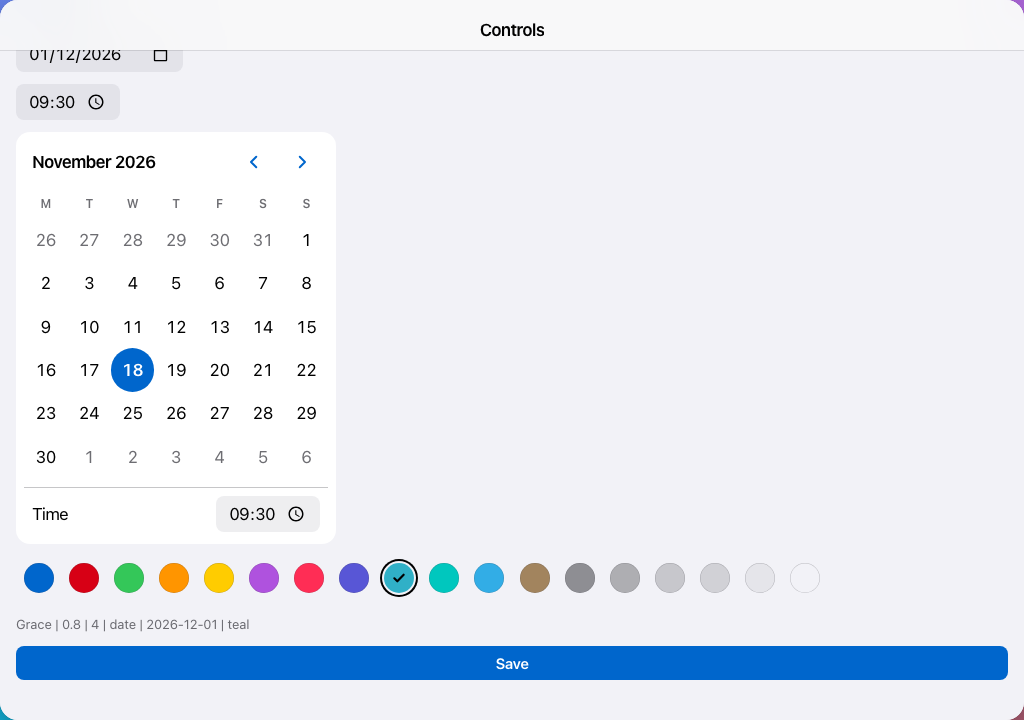 Controls
01/12/2026
09:30
November 2026
M T W T F S S
26 27 28 29 30 31 1
2 3 4 5 6 7 8
9 10 11 12 13 14 15
16 17 18 19 20 21 22
23 24 25 26 27 28 29
30 1 2 3 4 5 6
Time 09:30
Grace | 0.8 | 4 | date | 2026-12-01 | teal
Save